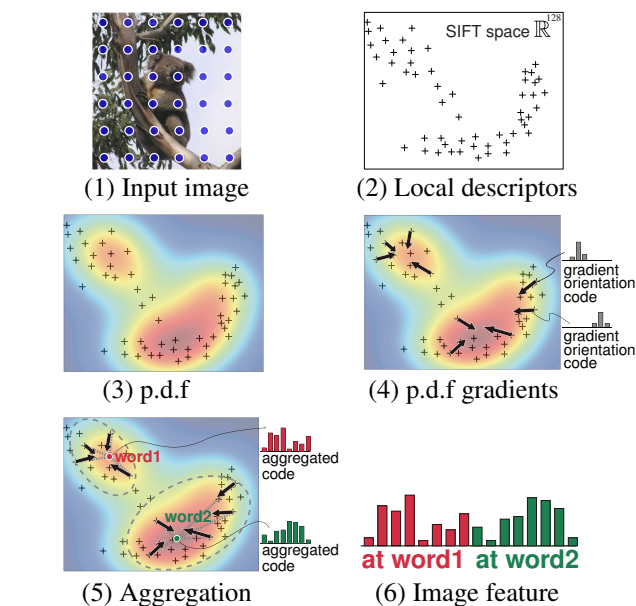 SIFT space ℝ128
(1) Input image
(2) Local descriptors
gradient
orientation
code
gradient
orientation
code
(3) p.d.f
(4) p.d.f gradients
word1
aggregated
code
word2
aggregated
code
at word1 at word2
(5) Aggregation
(6) Image feature